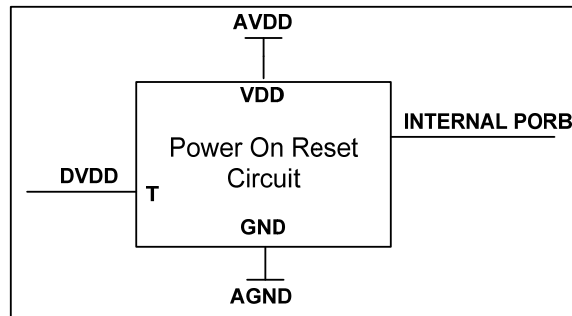 AVDD
VDD
INTERNAL PORB
Power On Reset
Circuit
DVDD
T
GND
AGND